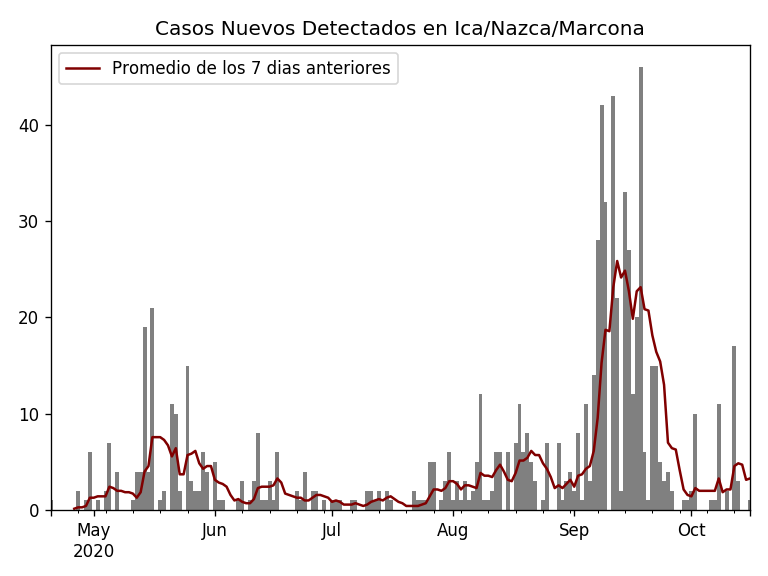 Casos Nuevos Detectados en Ica/Nazca/Marcona
Promedio de los 7 dias anteriores
40
30
20
10
0
May Jun Jul Aug Sep Oct
2020